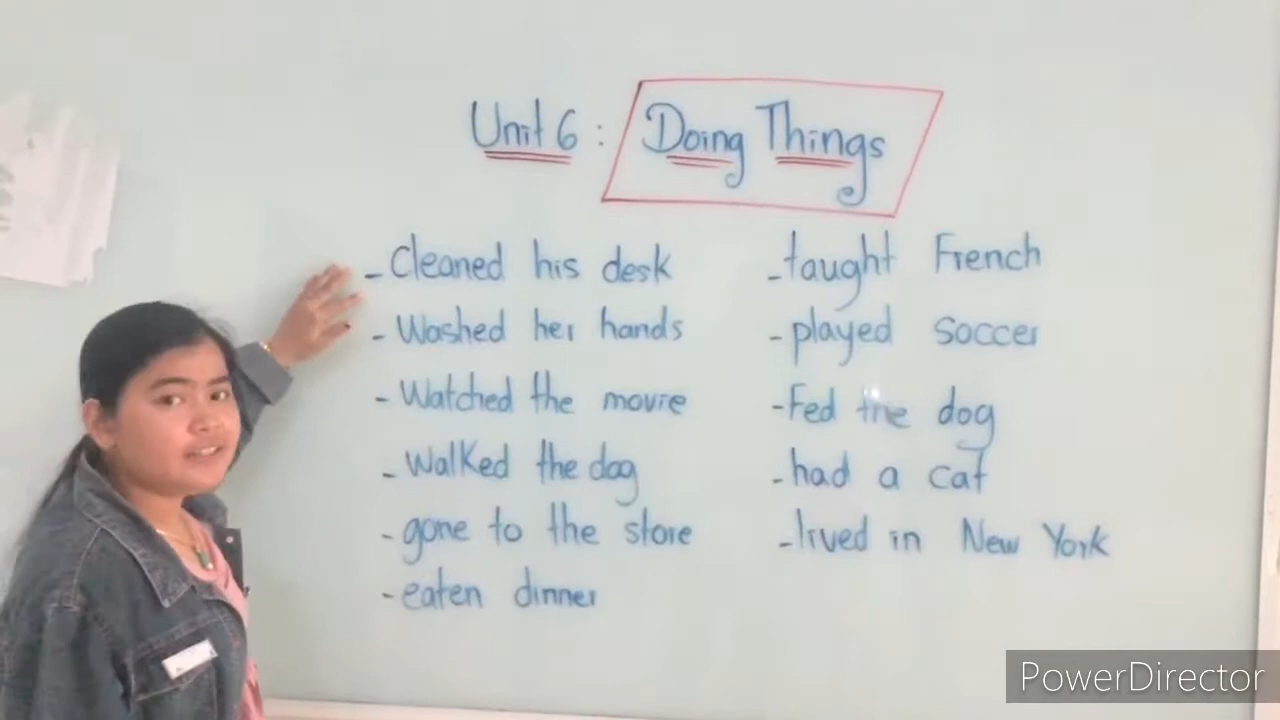 Unit 6 : Doing Things
- Cleaned his desk
- Washed her hands
- Watched the movie
- Walked the dog
- gone to the store
- eaten dinner
- taught French
- played soccer
- Fed the dog
- had a cat
- lived in New York
PowerDirector